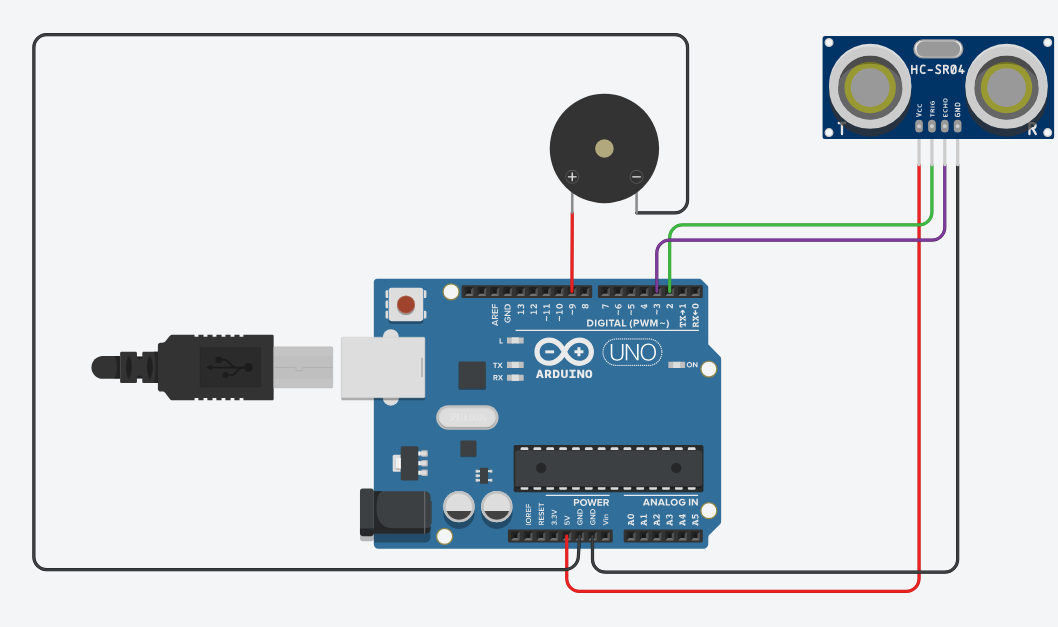 HC-SR04
VCC
TRIG
ECHO
GND
T
R
+
−
AREF
GND
13
12
~11
~10
~9
8
7
~6
~5
4
~3
2
TX→1
RX←0
DIGITAL (PWM~)
L
TX
RX
ON
UNO
ARDUINO
POWER
ANALOG IN
IOREF
RESET
3.3V
5V
GND
GND
Vin
A0
A1
A2
A3
A4
A5